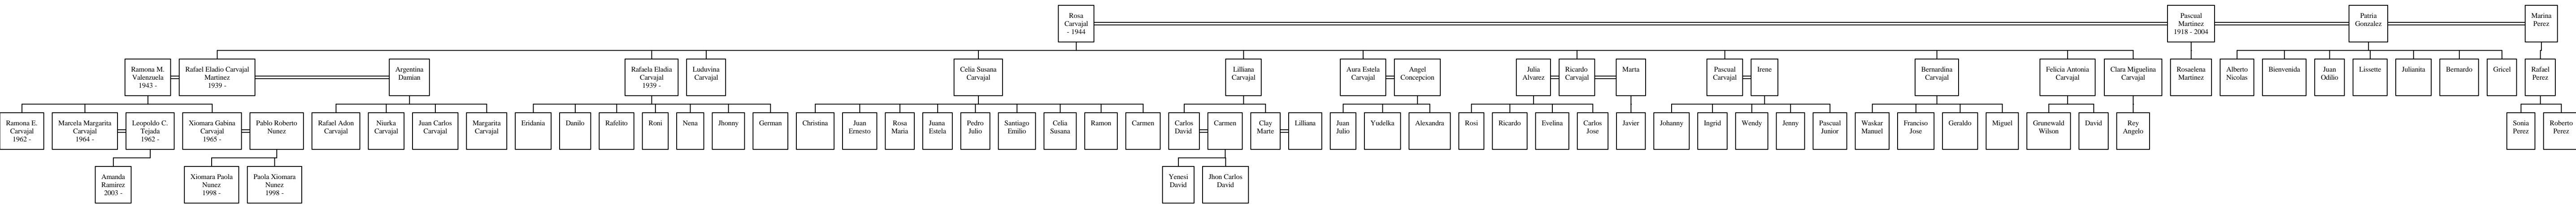 Rosa
Carvajal
- 1944
Pascual
Martinez
1918 - 2004
Patria
Gonzalez
Marina
Perez
Ramona M.
Valenzuela
1943 -
Rafael Eladio Carvajal
Martinez
1939 -
Argentina
Damian
Rafaela Eladia
Carvajal
1939 -
Luduvina
Carvajal
Celia Susana
Carvajal
Lilliana
Carvajal
Aura Estela
Carvajal
Angel
Concepcion
Julia
Alvarez
Ricardo
Carvajal
Marta
Pascual
Carvajal
Irene
Bernardina
Carvajal
Felicia Antonia
Carvajal
Clara Miguelina
Carvajal
Rosaelena
Martinez
Alberto
Nicolas
Bienvenida
Juan
Odilio
Lissette
Julianita
Bernardo
Gricel
Rafael
Perez
Ramona E.
Carvajal
1962 -
Marcela Margarita
Carvajal
1964 -
Leopoldo C.
Tejada
1962 -
Xiomara Gabina
Carvajal
1965 -
Pablo Roberto
Nunez
Rafael Adon
Carvajal
Niurka
Carvajal
Juan Carlos
Carvajal
Margarita
Carvajal
Eridania
Danilo
Rafelito
Roni
Nena
Jhonny
German
Christina
Juan
Ernesto
Rosa
Maria
Juana
Estela
Pedro
Julio
Santiago
Emilio
Celia
Susana
Ramon
Carmen
Carlos
David
Carmen
Clay
Marte
Lilliana
Juan
Julio
Yudelka
Alexandra
Rosi
Ricardo
Evelina
Carlos
Jose
Javier
Johanny
Ingrid
Wendy
Jenny
Pascual
Junior
Waskar
Manuel
Franciso
Jose
Geraldo
Miguel
Grunewald
Wilson
David
Rey
Angelo
Sonia
Perez
Roberto
Perez
Amanda
Ramirez
2003 -
Xiomara Paola
Nunez
1998 -
Paola Xiomara
Nunez
1998 -
Yenesi
David
Jhon Carlos
David